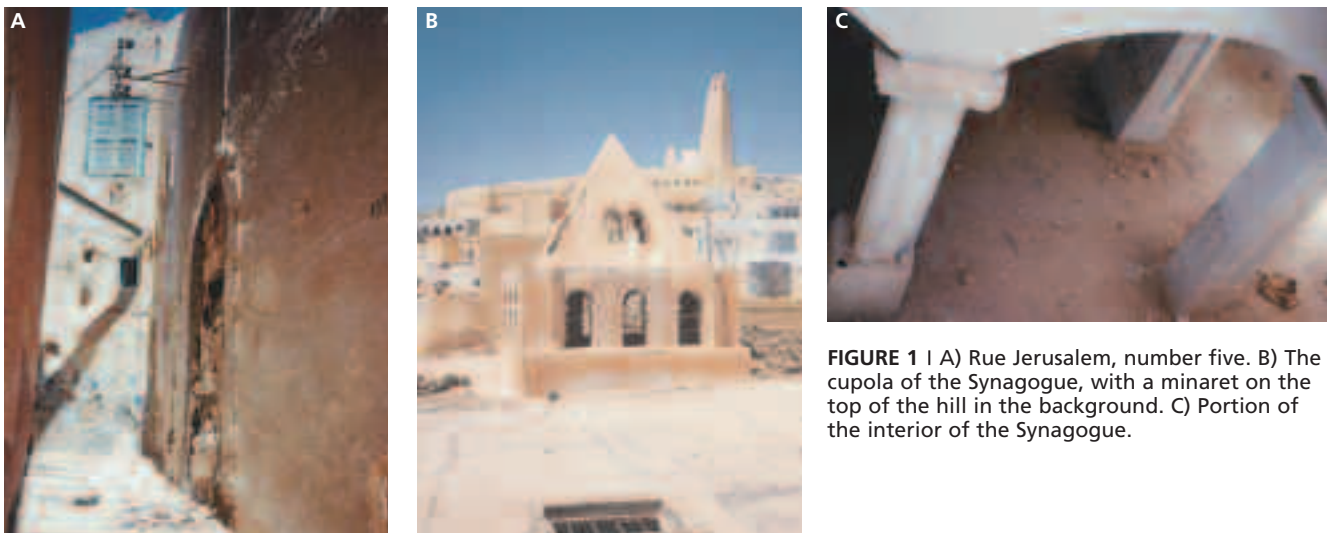 A
B
C
FIGURE 1 | A) Rue Jerusalem, number five. B) The
cupola of the Synagogue, with a minaret on the
top of the hill in the background. C) Portion of
the interior of the Synagogue.